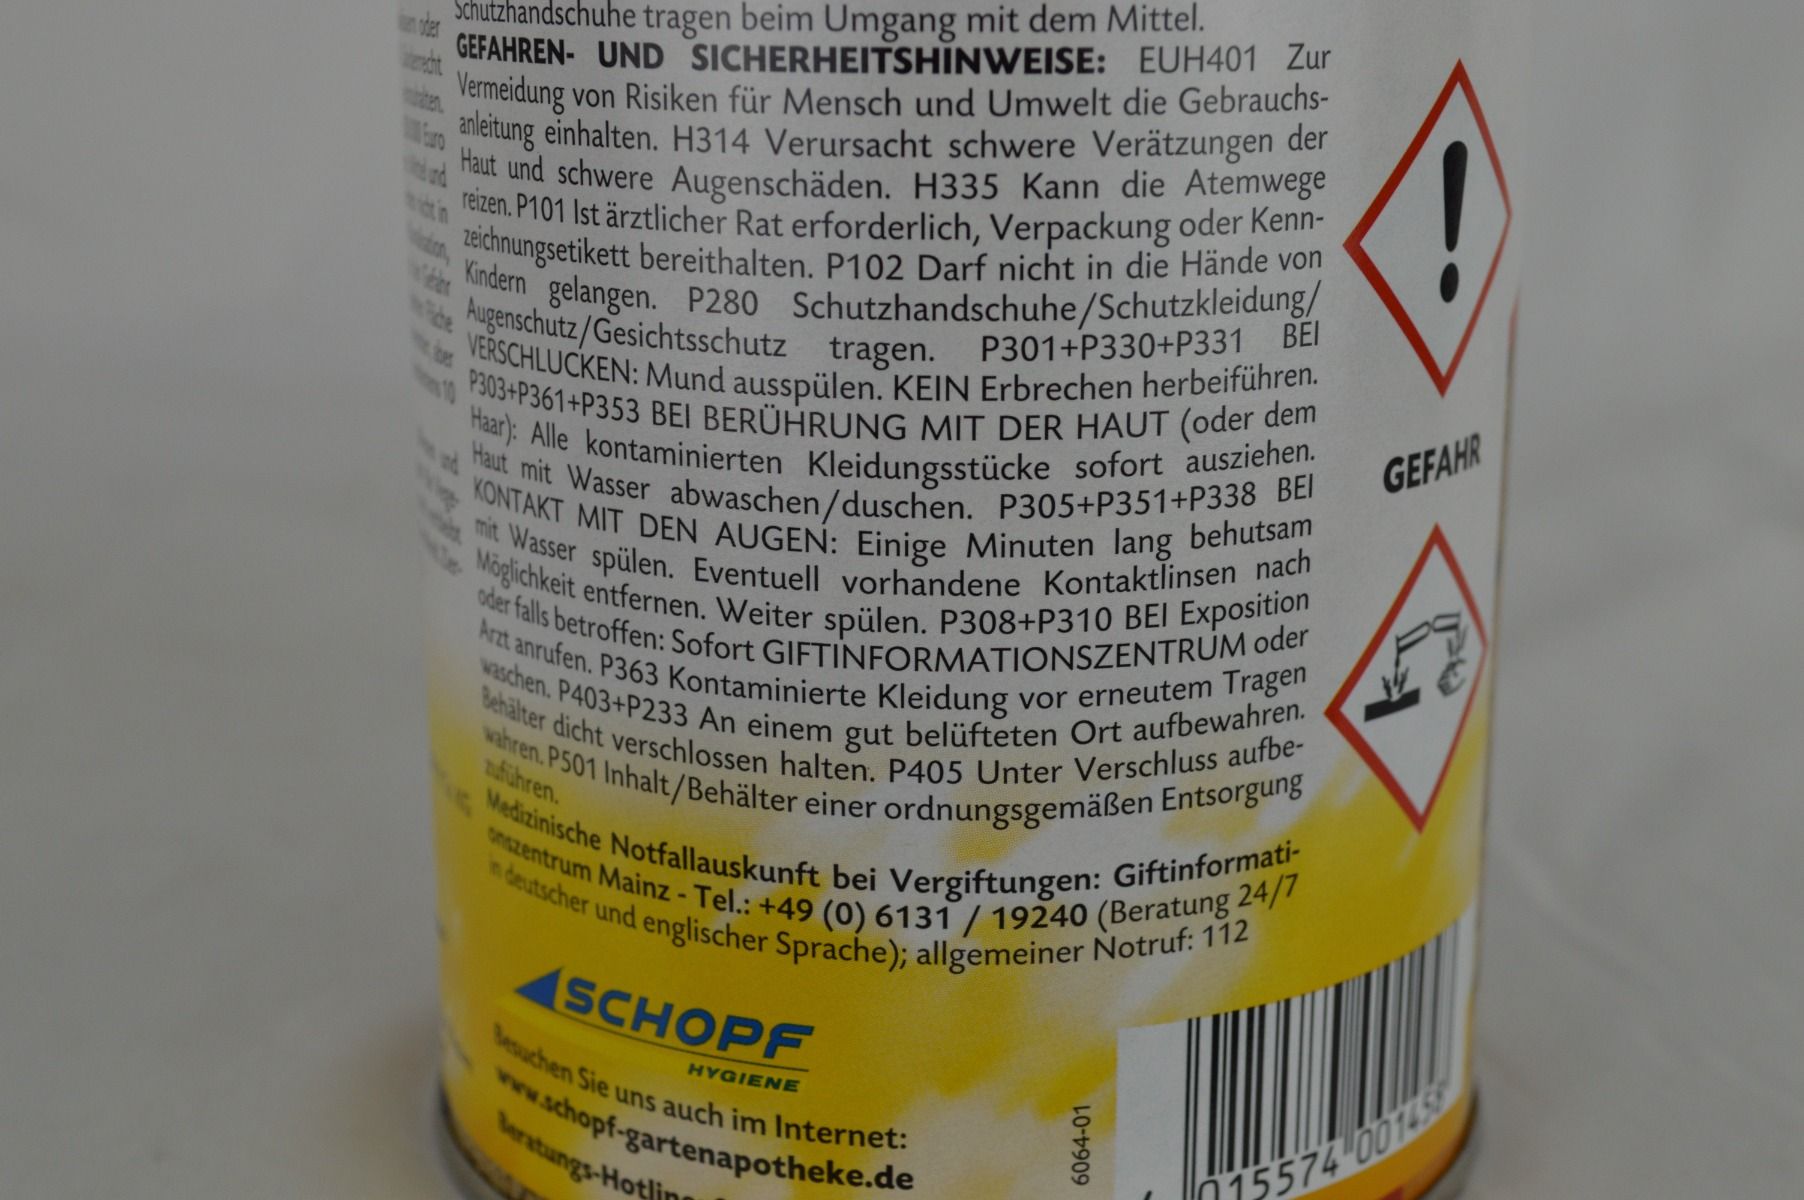 Schutzhandschuhe tragen beim Umgang mit dem Mittel.
GEFAHREN- UND SICHERHEITSHINWEISE: EUH401 Zur
Vermeidung von Risiken für Mensch und Umwelt die Gebrauchs-
anleitung einhalten. H314 Verursacht schwere Verätzungen der
Haut und schwere Augenschäden. H335 Kann die Atemwege
reizen. P101 Ist ärztlicher Rat erforderlich, Verpackung oder Kenn-
zeichnungsetikett bereithalten. P102 Darf nicht in die Hände von
Kindern gelangen. P280 Schutzhandschuhe/Schutzkleidung/
Augenschutz/Gesichtsschutz tragen. P301+P330+P331 BEI
VERSCHLUCKEN: Mund ausspülen. KEIN Erbrechen herbeiführen.
P303+P361+P353 BEI BERÜHRUNG MIT DER HAUT (oder dem
Haar): Alle kontaminierten Kleidungsstücke sofort ausziehen.
Haut mit Wasser abwaschen/duschen. P305+P351+P338 BEI
KONTAKT MIT DEN AUGEN: Einige Minuten lang behutsam
mit Wasser spülen. Eventuell vorhandene Kontaktlinsen nach
Möglichkeit entfernen. Weiter spülen. P308+P310 BEI Exposition
oder falls betroffen: Sofort GIFTINFORMATIONSZENTRUM oder
Arzt anrufen. P363 Kontaminierte Kleidung vor erneutem Tragen
waschen. P403+P233 An einem gut belüfteten Ort aufbewahren.
Behälter dicht verschlossen halten. P405 Unter Verschluss aufbe-
wahren. P501 Inhalt/Behälter einer ordnungsgemäßen Entsorgung
zuführen.
Medizinische Notfallauskunft bei Vergiftungen: Giftinformati-
onszentrum Mainz - Tel.: +49 (0) 6131 / 19240 (Beratung 24/7
in deutscher und englischer Sprache); allgemeiner Notruf: 112
GEFAHR
SCHOPF
HYGIENE
Besuchen Sie uns auch im Internet:
www.schopf-gartenapotheke.de
Beratungs-Hotline
6064-01
015574 001458